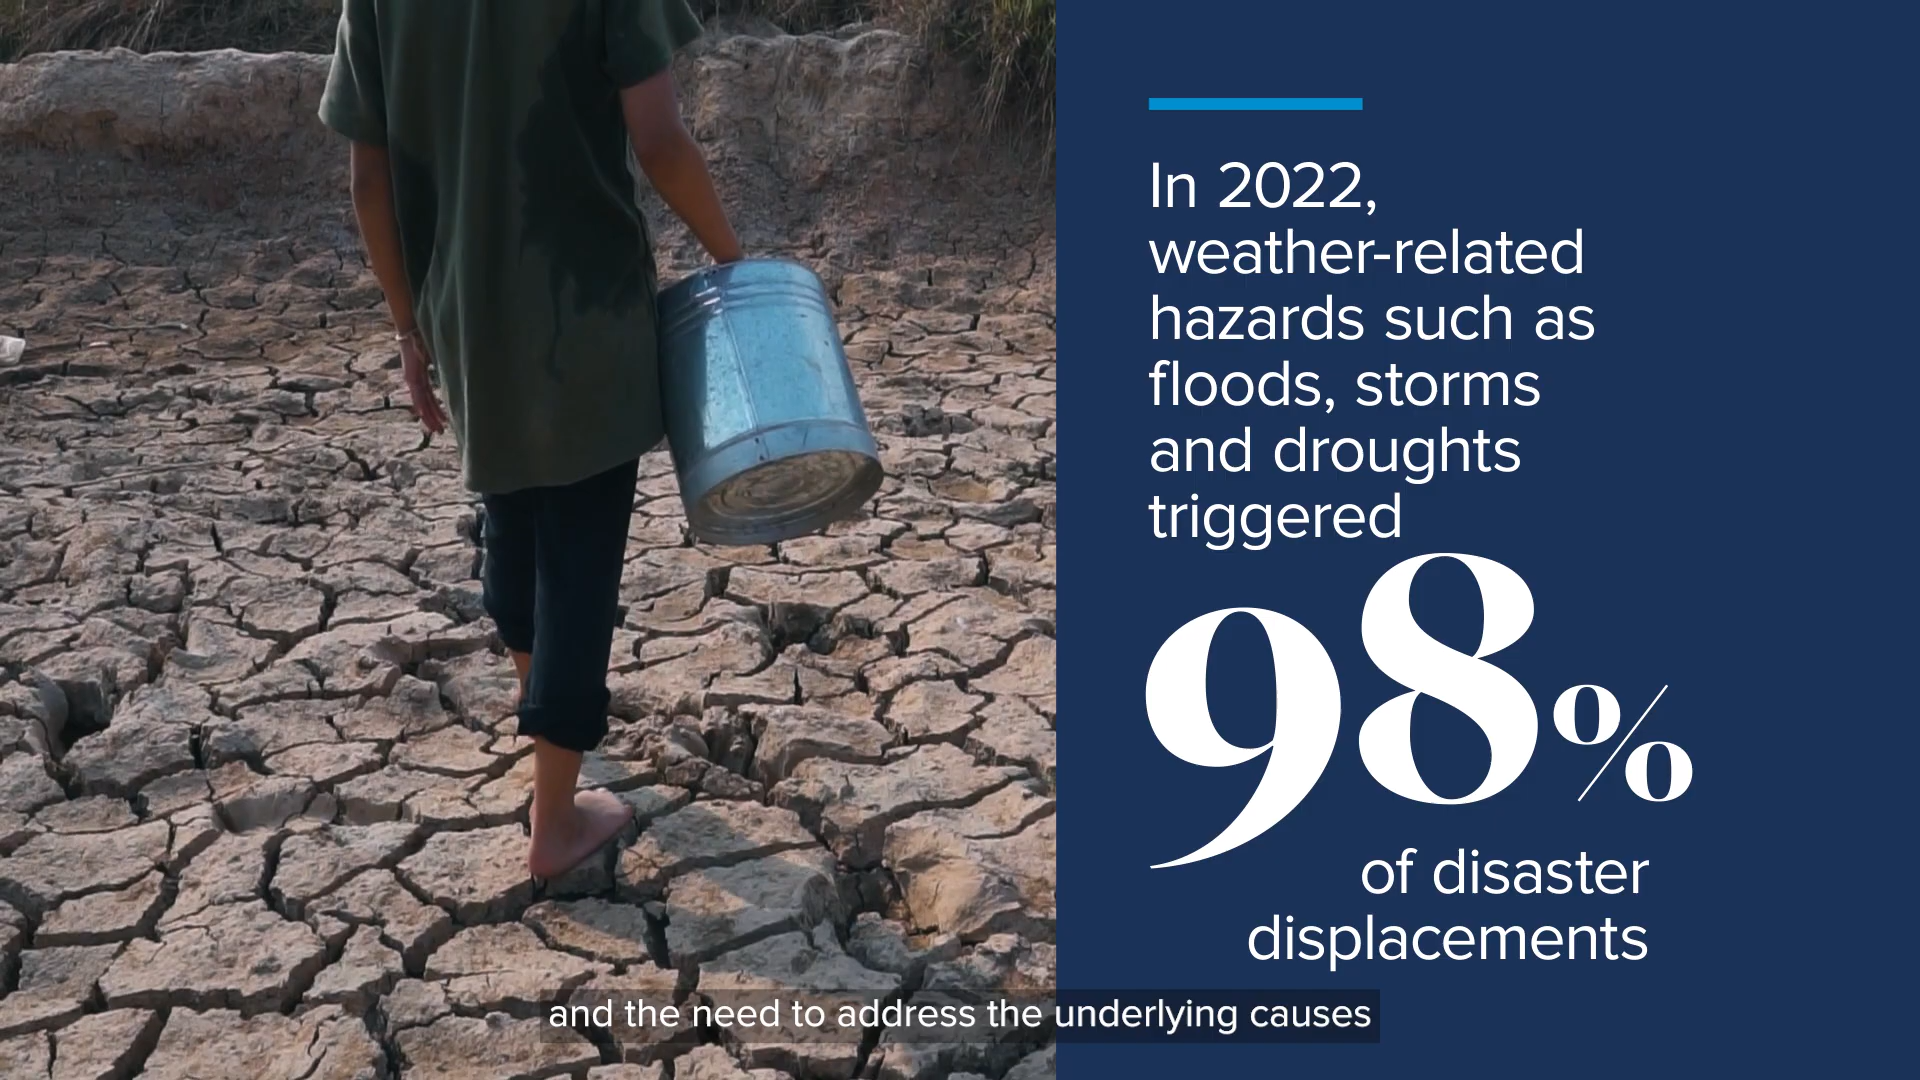 In 2022,
weather-related
hazards such as
floods, storms
and droughts
triggered
98%
of disaster
displacements
and the need to address the underlying causes